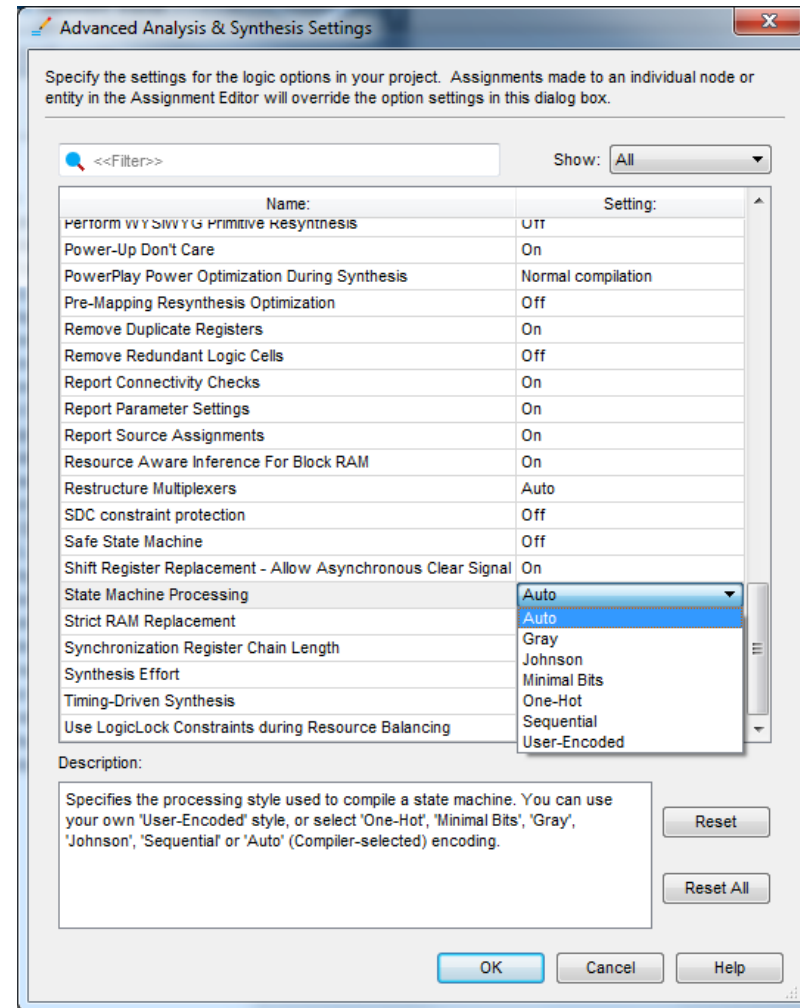 Advanced Analysis & Synthesis Settings
Specify the settings for the logic options in your project. Assignments made to an individual node or
entity in the Assignment Editor will override the option settings in this dialog box.
<<Filter>>
Show: All
Name: Setting:
Perform WYSIWYG Primitive Resynthesis Off
Power-Up Don't Care On
PowerPlay Power Optimization During Synthesis Normal compilation
Pre-Mapping Resynthesis Optimization Off
Remove Duplicate Registers On
Remove Redundant Logic Cells Off
Report Connectivity Checks On
Report Parameter Settings On
Report Source Assignments On
Resource Aware Inference For Block RAM On
Restructure Multiplexers Auto
SDC constraint protection Off
Safe State Machine Off
Shift Register Replacement - Allow Asynchronous Clear Signal On
State Machine Processing Auto
Strict RAM Replacement
Synchronization Register Chain Length
Synthesis Effort
Timing-Driven Synthesis
Use LogicLock Constraints during Resource Balancing
Auto
Gray
Johnson
Minimal Bits
One-Hot
Sequential
User-Encoded
Description:
Specifies the processing style used to compile a state machine. You can use
your own 'User-Encoded' style, or select 'One-Hot', 'Minimal Bits', 'Gray',
'Johnson', 'Sequential' or 'Auto' (Compiler-selected) encoding.
Reset
Reset All
OK Cancel Help